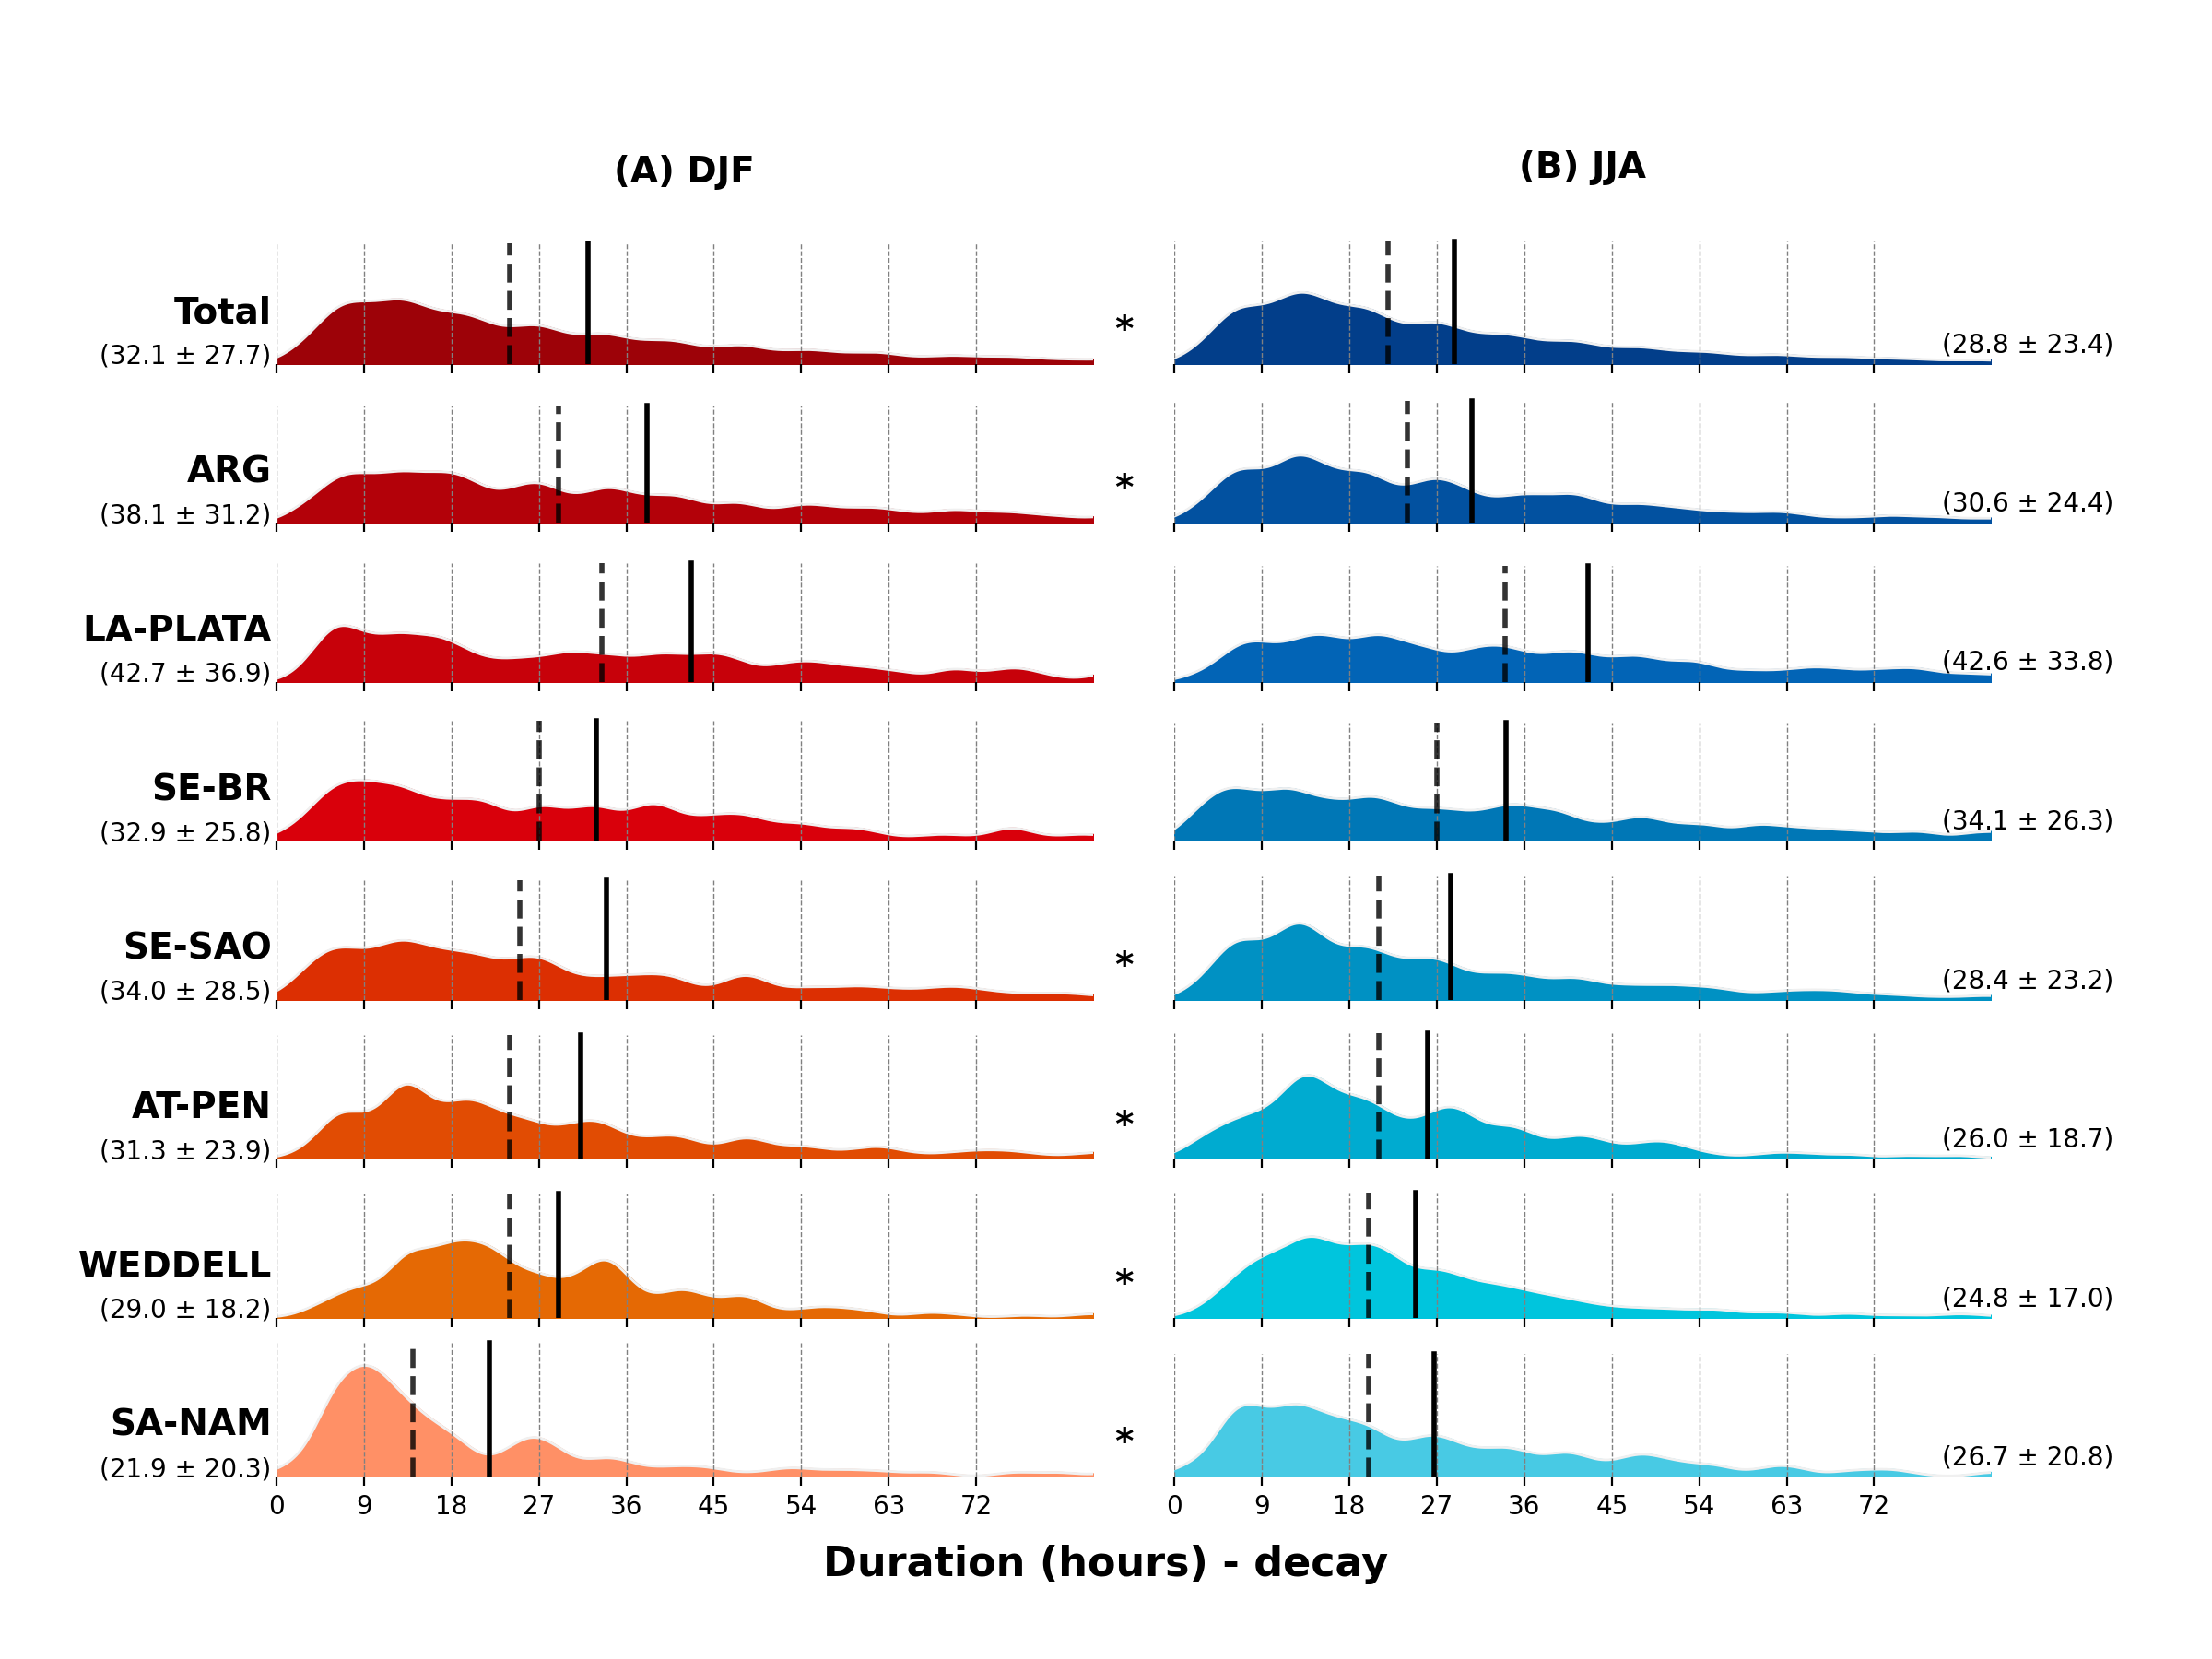 (A) DJF
(B) JJA
Total
(32.1 ± 27.7)
*
(28.8 ± 23.4)
ARG
(38.1 ± 31.2)
*
(30.6 ± 24.4)
LA-PLATA
(42.7 ± 36.9)
(42.6 ± 33.8)
SE-BR
(32.9 ± 25.8)
(34.1 ± 26.3)
SE-SAO
(34.0 ± 28.5)
*
(28.4 ± 23.2)
AT-PEN
(31.3 ± 23.9)
*
(26.0 ± 18.7)
WEDDELL
(29.0 ± 18.2)
*
(24.8 ± 17.0)
SA-NAM
(21.9 ± 20.3)
*
(26.7 ± 20.8)
0 9 18 27 36 45 54 63 72
0 9 18 27 36 45 54 63 72
Duration (hours) - decay